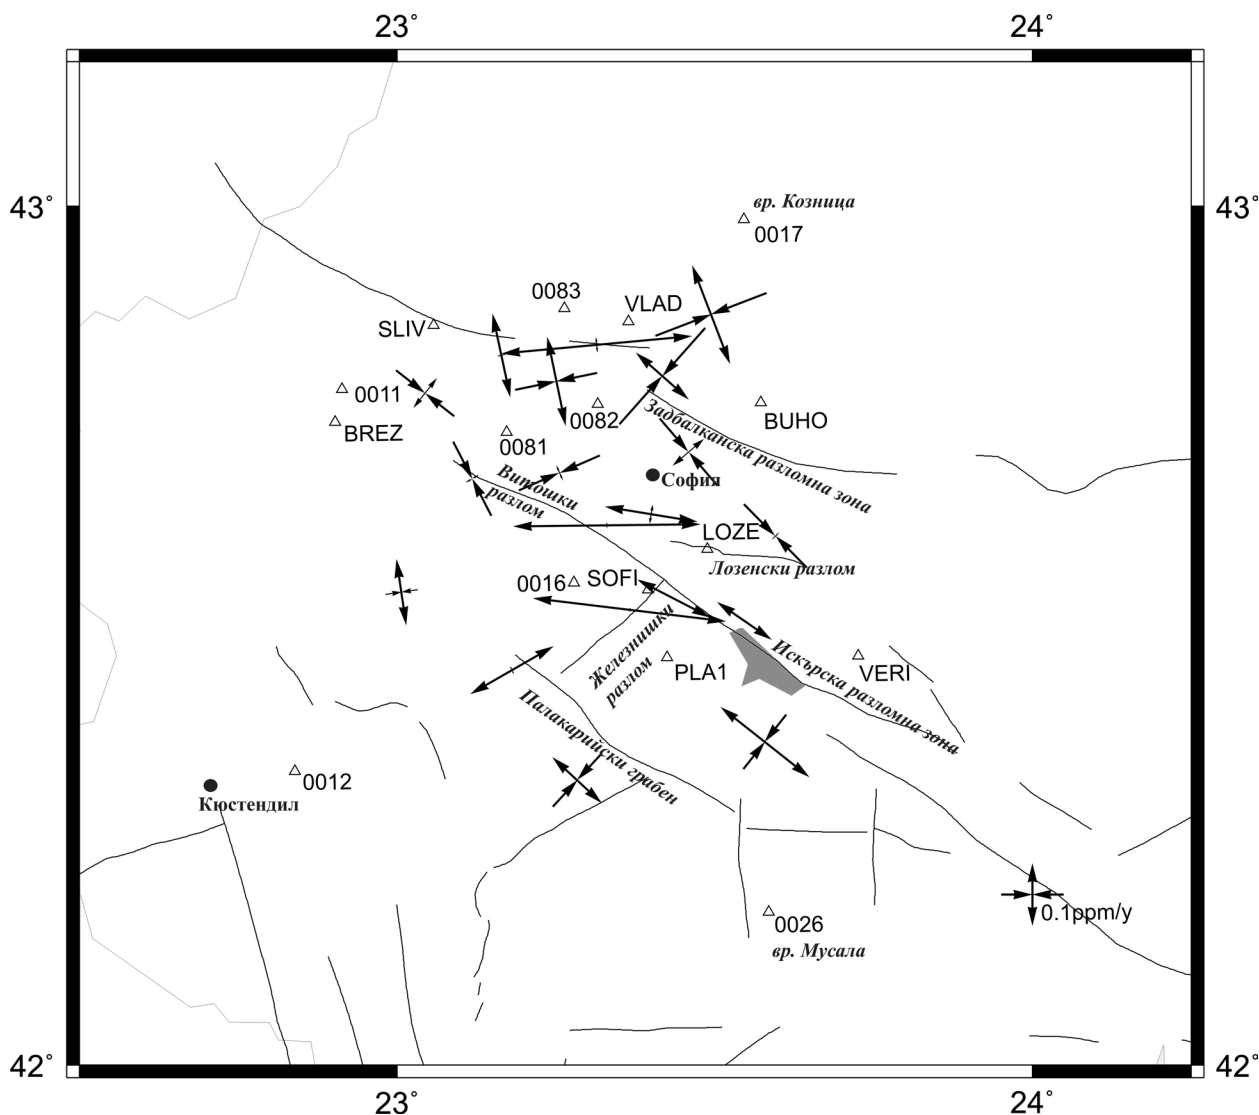 23° 24°
43° 43°
вр. Козница
0017
0083
VLAD
SLIV
0011
BREZ
0082
BUHO
0081
Задбалканска разломна зона
Витошки
разлом
София
LOZE
Лозенски разлом
0016
SOFI
Железнишки
разлом
PLA1
VERI
Искърска разломна зона
Палакарийски грабен
0012
Кюстендил
0.1ppm/y
0026
вр. Мусала
42° 42°
23° 24°